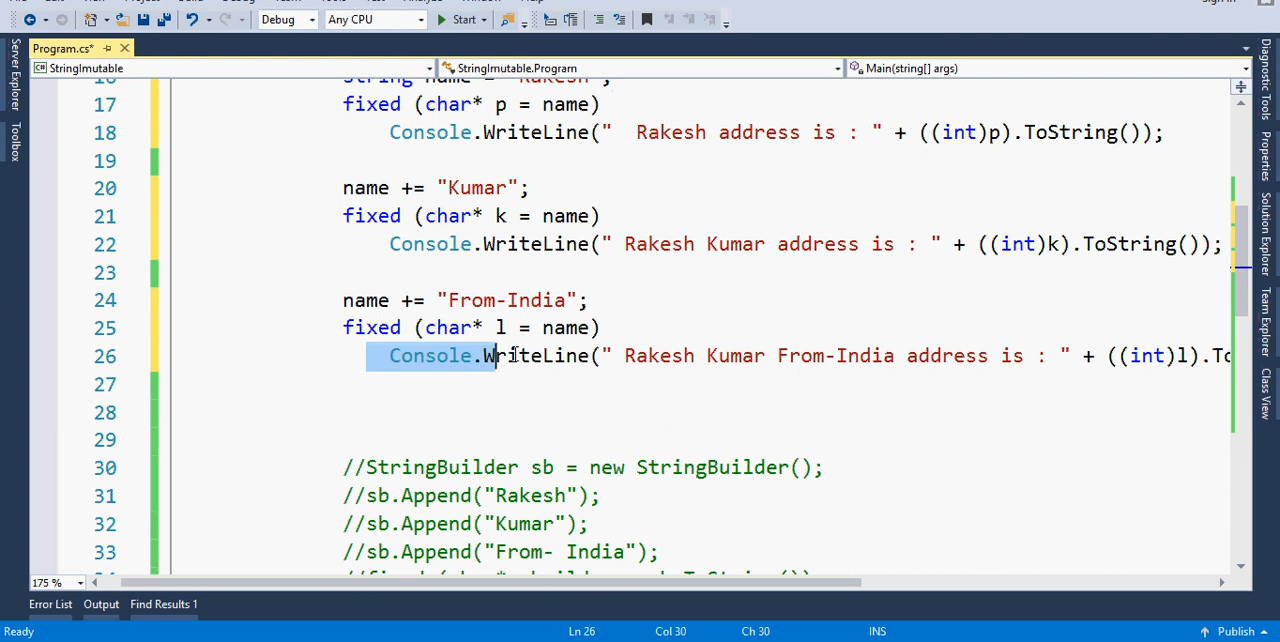 Debug Any CPU Start
Program.cs*
StringImutable StringImutable.Program Main(string[] args)
16 string name = "Rakesh";
17 fixed (char* p = name)
18 Console.WriteLine("  Rakesh address is : " + ((int)p).ToString());
19
20 name += "Kumar";
21 fixed (char* k = name)
22 Console.WriteLine(" Rakesh Kumar address is : " + ((int)k).ToString());
23
24 name += "From-India";
25 fixed (char* l = name)
26 Console.WriteLine(" Rakesh Kumar From-India address is : " + ((int)l).To
27
28
29
30 //StringBuilder sb = new StringBuilder();
31 //sb.Append("Rakesh");
32 //sb.Append("Kumar");
33 //sb.Append("From- India");
175 %
Error List Output Find Results 1
Ready Ln 26 Col 30 Ch 30 INS Publish
Server Explorer
Toolbox
Diagnostic Tools
Properties
Solution Explorer
Team Explorer
Class View